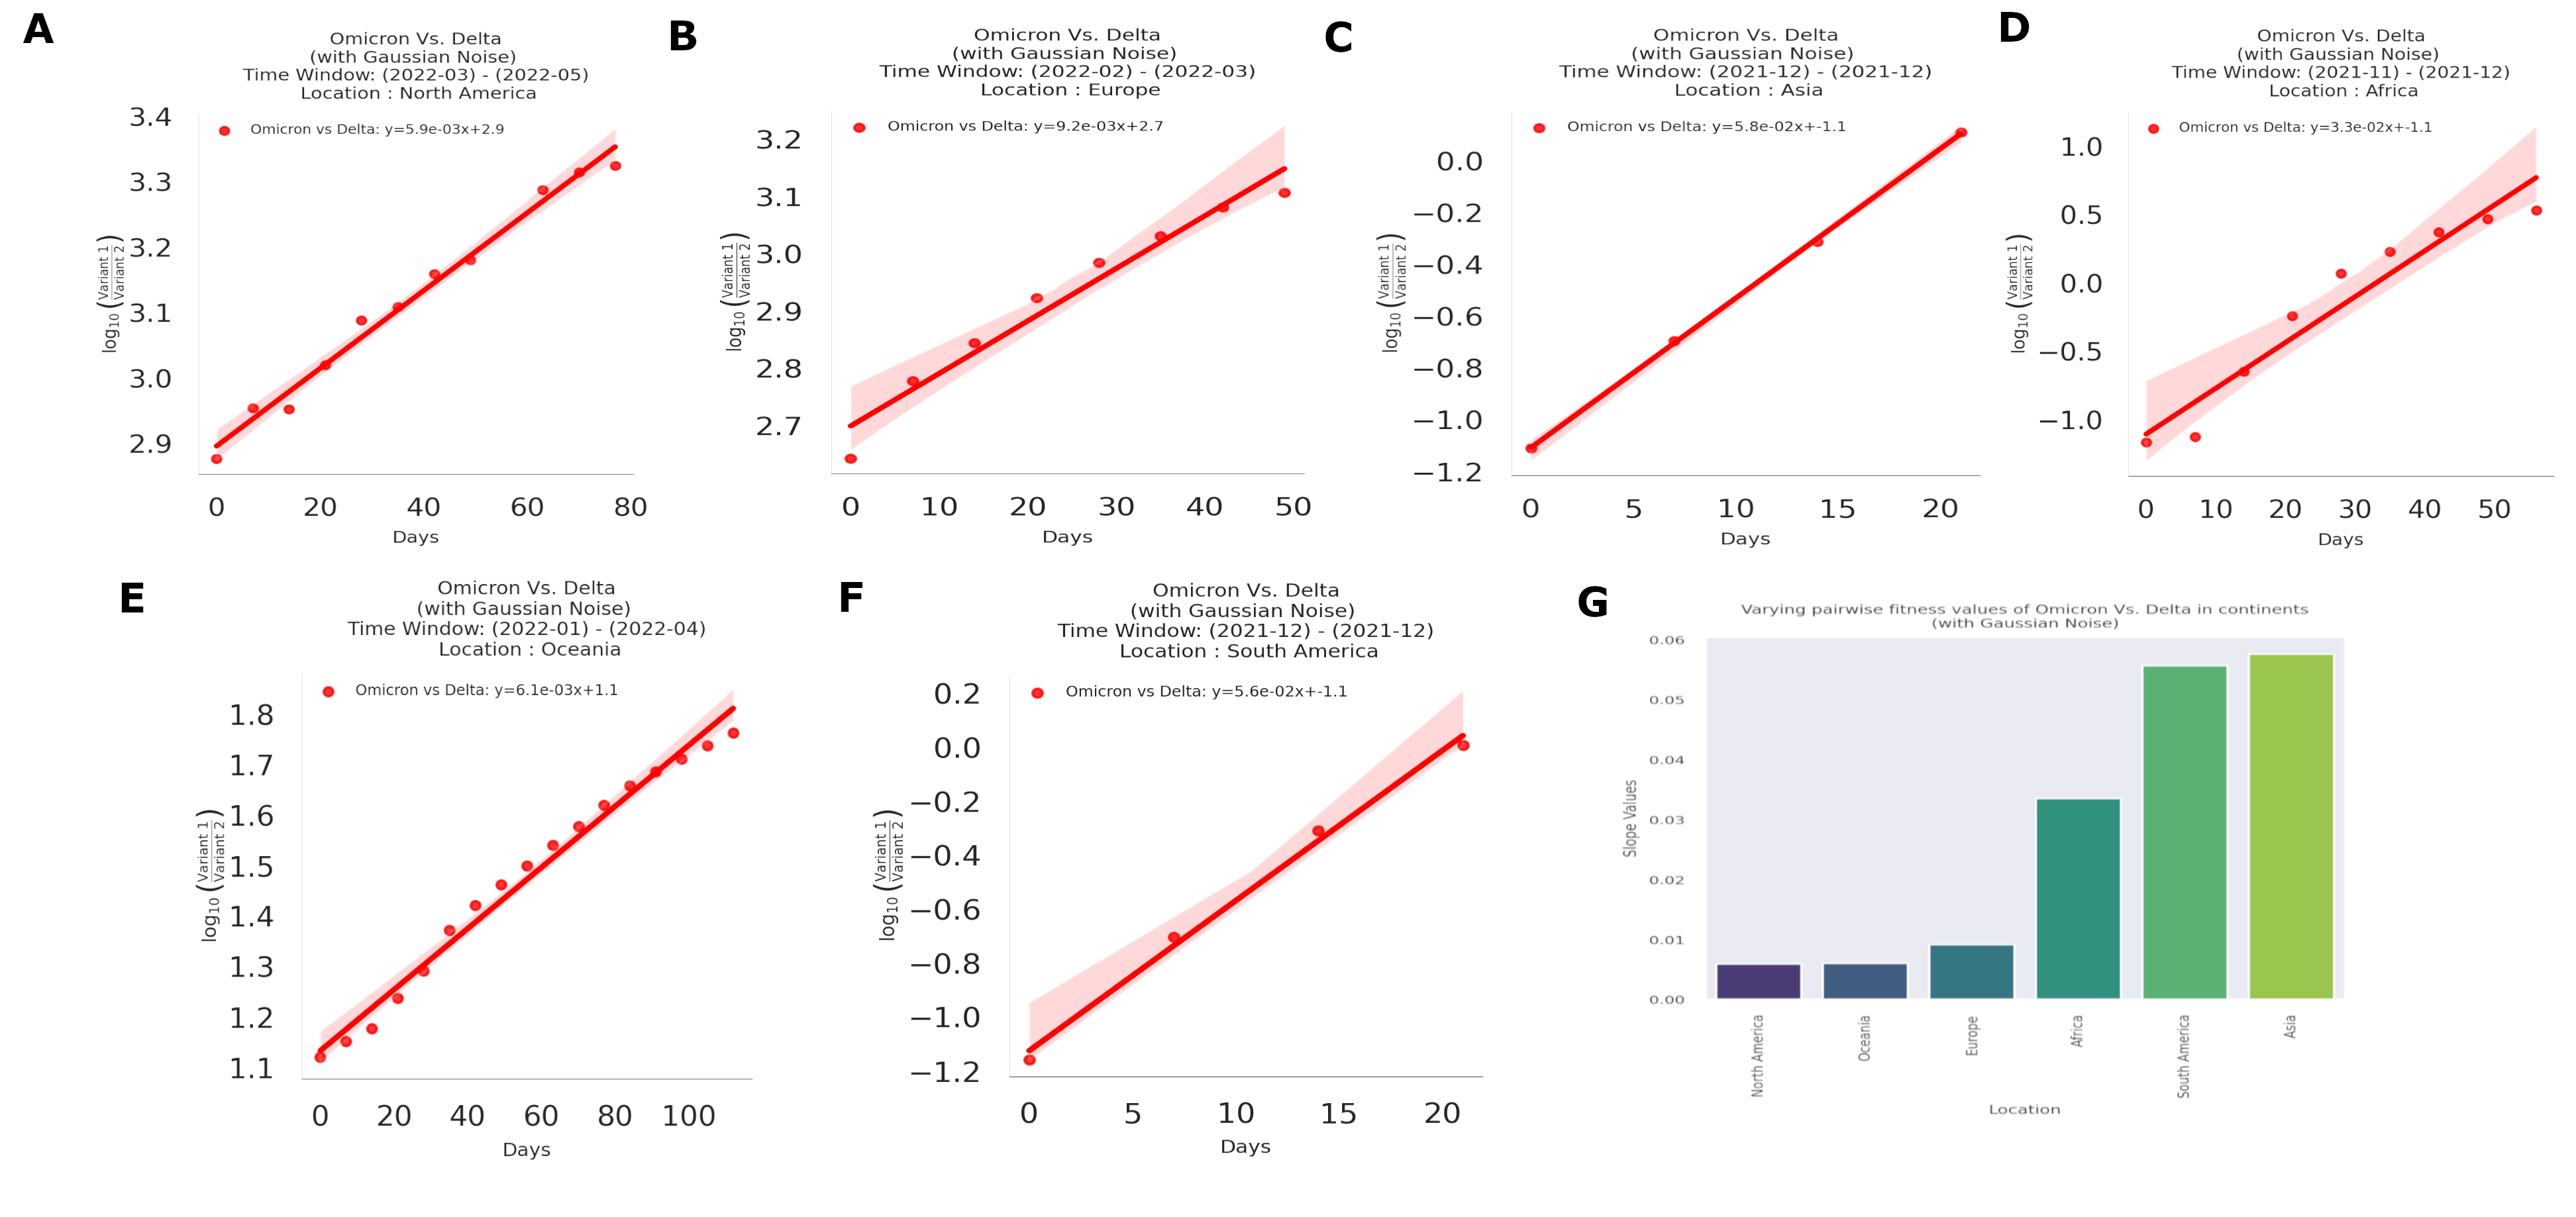 A
Omicron Vs. Delta
(with Gaussian Noise)
Time Window: (2022-03) - (2022-05)
Location : North America
Omicron vs Delta: y=5.9e-03x+2.9
3.4
3.3
3.2
3.1
3.0
2.9
log10 (Variant 1 / Variant 2)
0 20 40 60 80
Days
B
Omicron Vs. Delta
(with Gaussian Noise)
Time Window: (2022-02) - (2022-03)
Location : Europe
Omicron vs Delta: y=9.2e-03x+2.7
3.2
3.1
3.0
2.9
2.8
2.7
log10 (Variant 1 / Variant 2)
0 10 20 30 40 50
Days
C
Omicron Vs. Delta
(with Gaussian Noise)
Time Window: (2021-12) - (2021-12)
Location : Asia
Omicron vs Delta: y=5.8e-02x+-1.1
0.0
−0.2
−0.4
−0.6
−0.8
−1.0
−1.2
log10 (Variant 1 / Variant 2)
0 5 10 15 20
Days
D
Omicron Vs. Delta
(with Gaussian Noise)
Time Window: (2021-11) - (2021-12)
Location : Africa
Omicron vs Delta: y=3.3e-02x+-1.1
1.0
0.5
0.0
−0.5
−1.0
log10 (Variant 1 / Variant 2)
0 10 20 30 40 50
Days
E
Omicron Vs. Delta
(with Gaussian Noise)
Time Window: (2022-01) - (2022-04)
Location : Oceania
Omicron vs Delta: y=6.1e-03x+1.1
1.8
1.7
1.6
1.5
1.4
1.3
1.2
1.1
log10 (Variant 1 / Variant 2)
0 20 40 60 80 100
Days
F
Omicron Vs. Delta
(with Gaussian Noise)
Time Window: (2021-12) - (2021-12)
Location : South America
Omicron vs Delta: y=5.6e-02x+-1.1
0.2
0.0
−0.2
−0.4
−0.6
−0.8
−1.0
−1.2
log10 (Variant 1 / Variant 2)
0 5 10 15 20
Days
G
Varying pairwise fitness values of Omicron Vs. Delta in continents
(with Gaussian Noise)
0.06
0.05
0.04
0.03
0.02
0.01
0.00
Slope Values
North America
Oceania
Europe
Africa
South America
Asia
Location